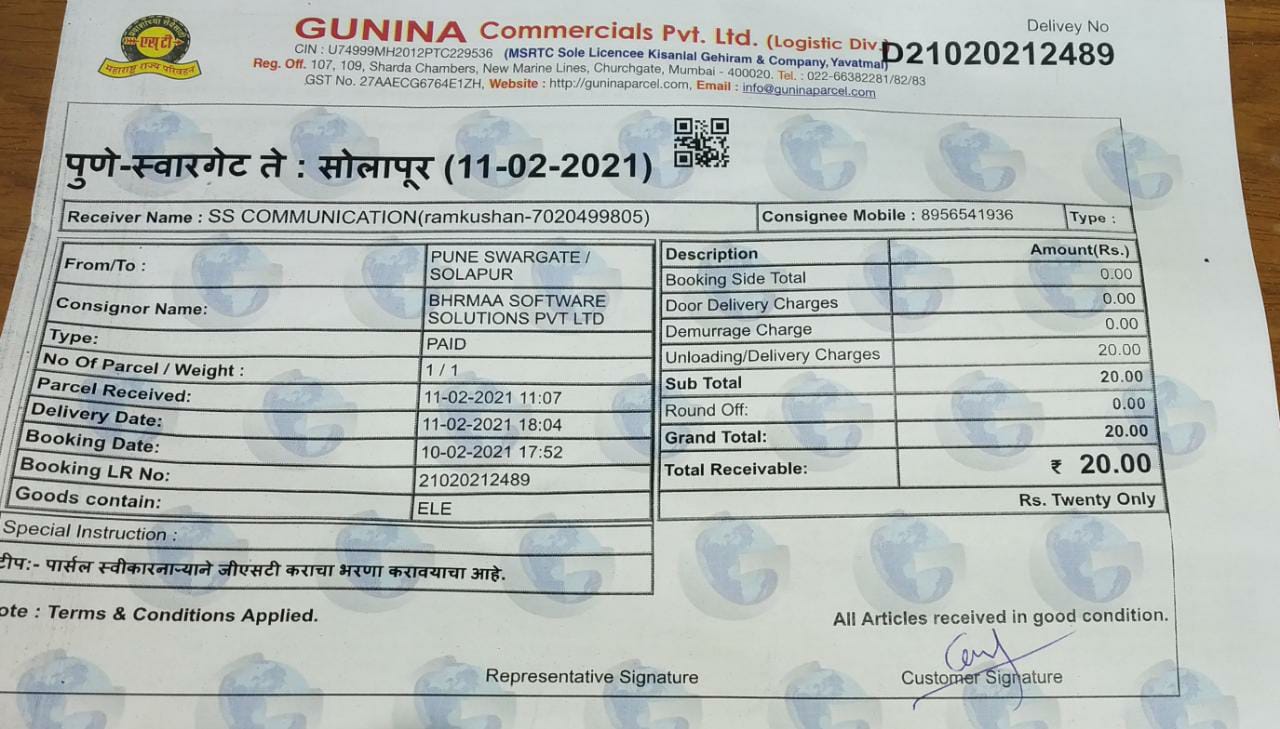 GUNINA Commercials Pvt. Ltd. (Logistic Div.)
Delivey No
D21020212489
CIN : U74999MH2012PTC229536 (MSRTC Sole Licencee Kisanlal Gehiram & Company, Yavatmal)
Reg. Off. 107, 109, Sharda Chambers, New Marine Lines, Churchgate, Mumbai - 400020. Tel. : 022-66382281/82/83
GST No. 27AAECG6764E1ZH, Website : http://guninaparcel.com, Email : info@guninaparcel.com
एस्टी
महाराष्ट्र राज्य परिवहन
पुणे-स्वारगेट ते : सोलापूर (11-02-2021)
Receiver Name : SS COMMUNICATION(ramkushan-7020499805) Consignee Mobile : 8956541936 Type :
From/To : PUNE SWARGATE /
SOLAPUR
Consignor Name: BHRMAA SOFTWARE
SOLUTIONS PVT LTD
Type: PAID
No Of Parcel / Weight : 1 / 1
Parcel Received: 11-02-2021 11:07
Delivery Date: 11-02-2021 18:04
Booking Date: 10-02-2021 17:52
Booking LR No: 21020212489
Goods contain: ELE
Special Instruction :
टीप:- पार्सल स्वीकारनाऱ्याने जीएसटी कराचा भरणा करावयाचा आहे.
Description Amount(Rs.)
Booking Side Total 0.00
Door Delivery Charges 0.00
Demurrage Charge 0.00
Unloading/Delivery Charges 20.00
Sub Total 20.00
Round Off: 0.00
Grand Total: 20.00
Total Receivable: ₹ 20.00
Rs. Twenty Only
ote : Terms & Conditions Applied.
All Articles received in good condition.
Representative Signature
Customer Signature